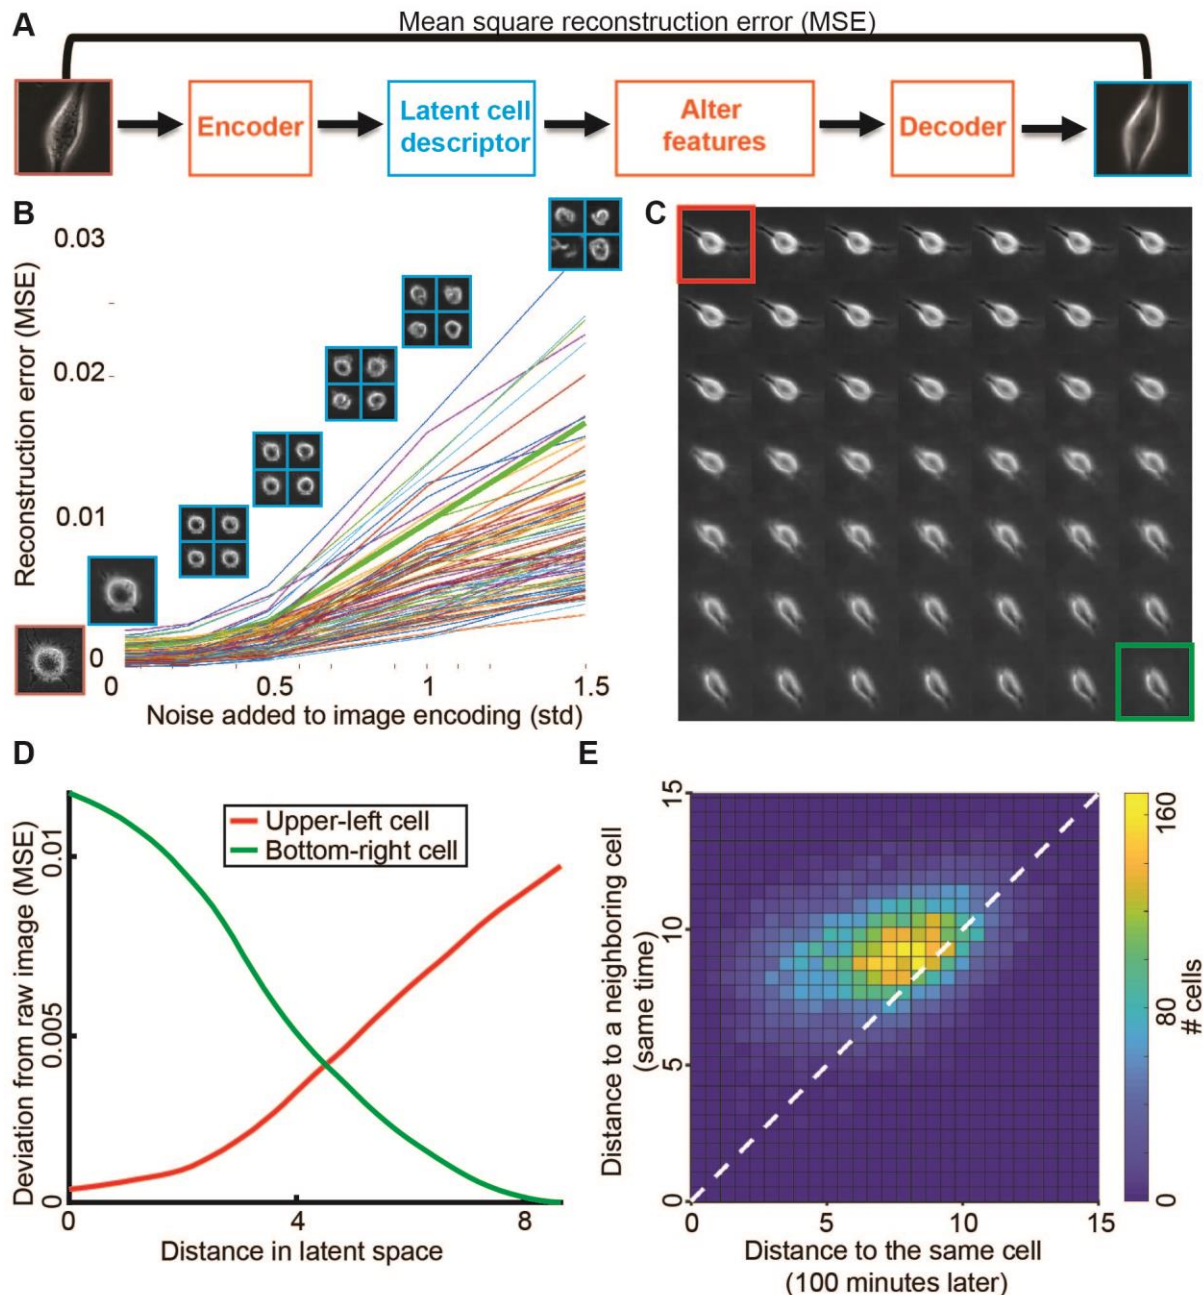 A
Mean square reconstruction error (MSE)
Encoder
Latent cell
descriptor
Alter
features
Decoder
B
Reconstruction error (MSE)
0.03
0.02
0.01
0
0
0.5
1
1.5
Noise added to image encoding (std)
C
D
Deviation from raw image (MSE)
0.01
0.005
0
Upper-left cell
Bottom-right cell
0
4
8
Distance in latent space
E
Distance to a neighboring cell
(same time)
15
10
5
0
0
5
10
15
Distance to the same cell
(100 minutes later)
160
80
0
# cells